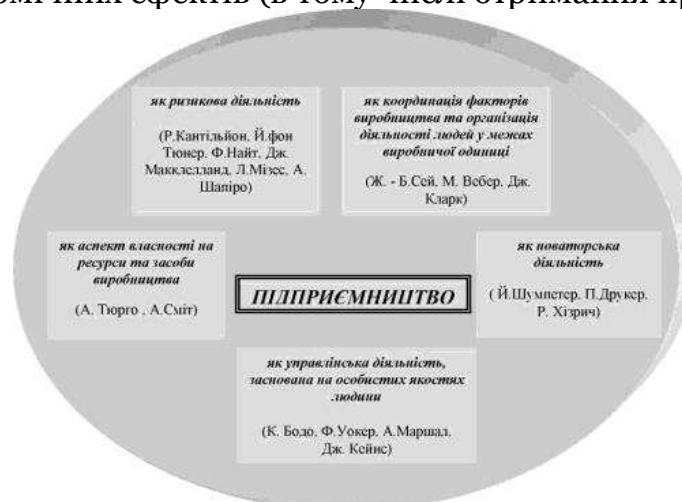 ефектів (в тому числі отримання
як ризикова діяльність
(Р.Кантільйон, Й.фон
Тюнер, Ф.Найт, Дж.
Маккеелланд, Л.Мізес, А.
Шапіро)
як координація факторів
виробництва та організація
діяльності людей у межах
виробничої одиниці
(Ж. - Б.Сей, М. Вебер, Дж.
Кларк)
як аспект власності на
ресурси та засоби
виробництва
(А. Тюрго , А.Сміт)
ПІДПРИЄМНИЦТВО
як новаторська
діяльність
( Й.Шумпетер, П.Друкер,
Р. Хізрич)
як управлінська діяльність,
заснована на особистих якостях
людини
(К. Бодо, Ф.Уокер, А.Маршал,
Дж. Кейнс)